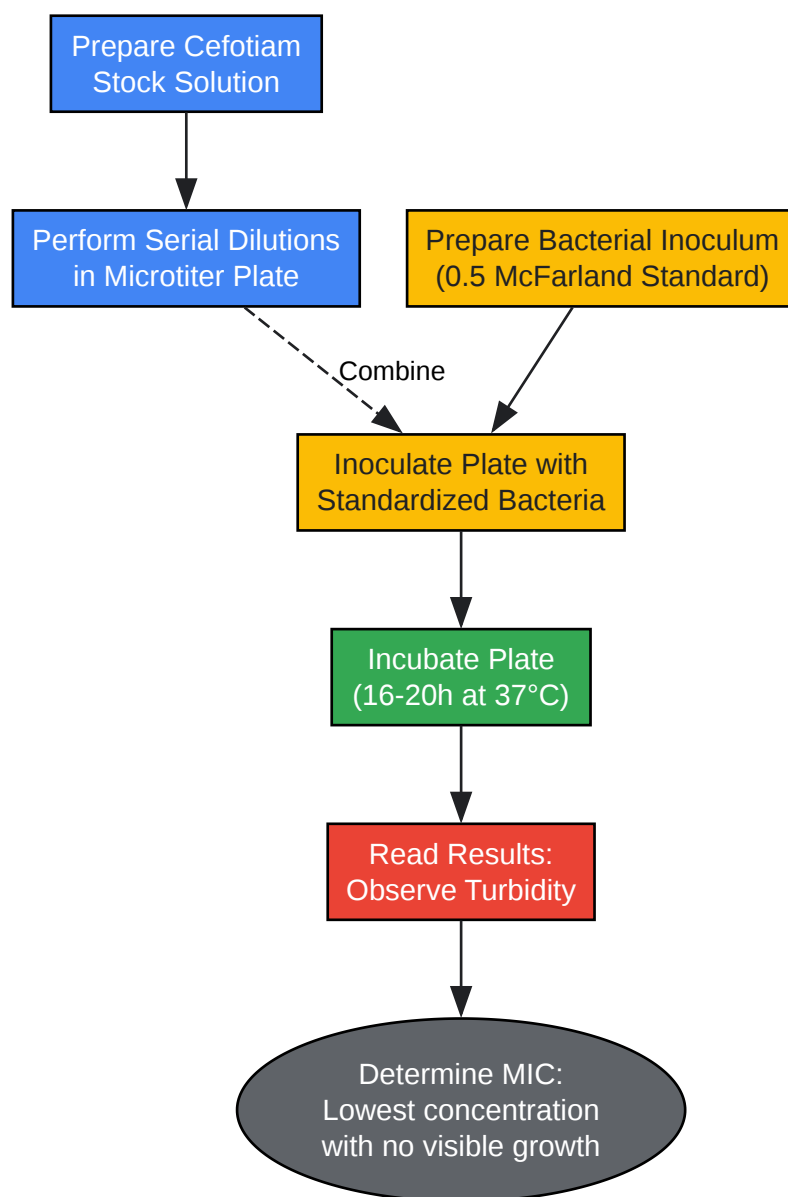 Prepare Cefotiam
Stock Solution
Perform Serial Dilutions
in Microtiter Plate
Prepare Bacterial Inoculum
(0.5 McFarland Standard)
Combine
Inoculate Plate with
Standardized Bacteria
Incubate Plate
(16-20h at 37°C)
Read Results:
Observe Turbidity
Determine MIC:
Lowest concentration
with no visible growth